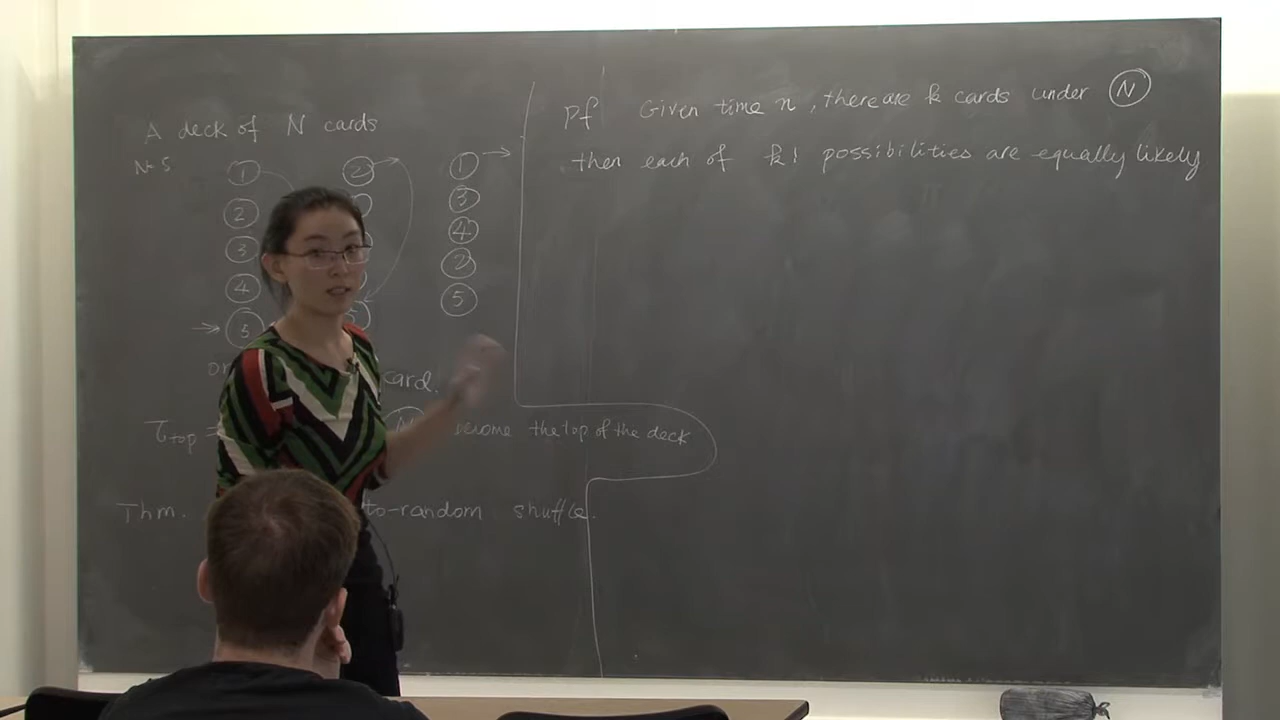 A deck of N cards
N=5
1 2 1
2 3
3 4
4 2
5 5 5
card.
τtop = N become the top of the deck
Thm. to-random shuffle.
Pf Given time n, there are k cards under N
then each of k! possibilities are equally likely